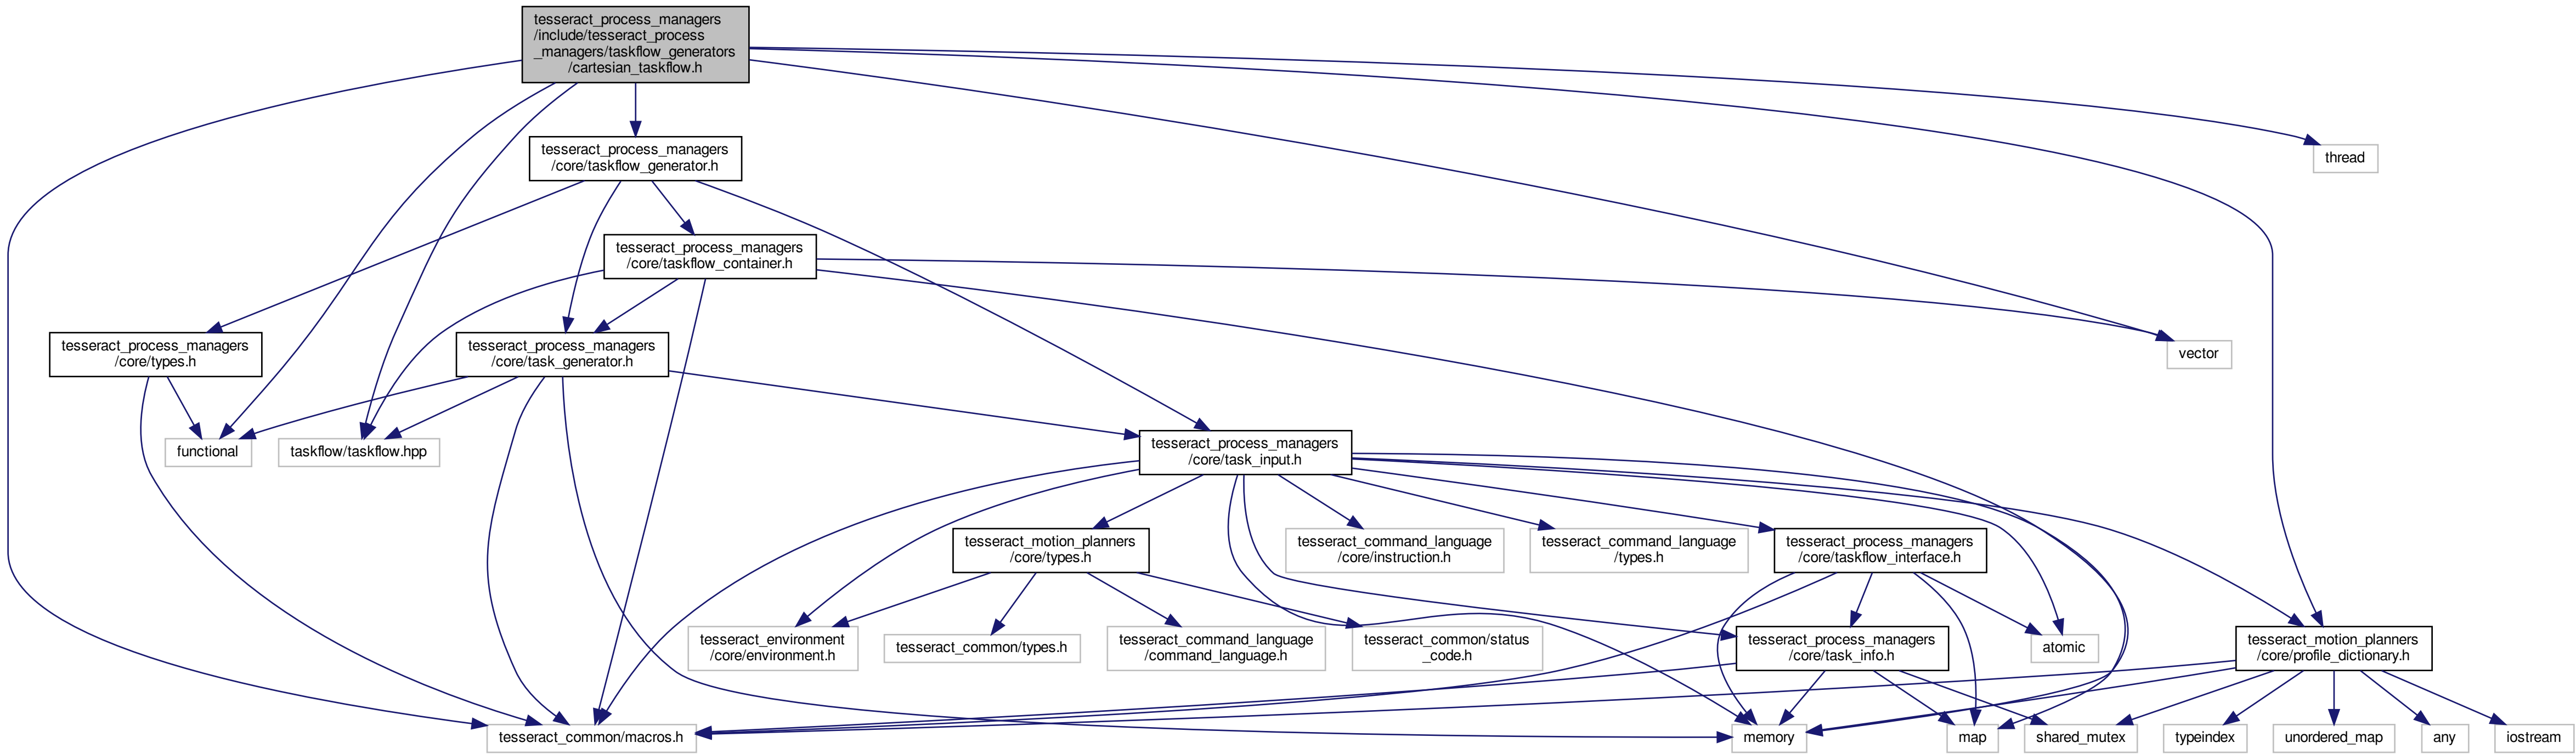 tesseract_process_managers
/include/tesseract_process
_managers/taskflow_generators
/cartesian_taskflow.h
tesseract_process_managers
/core/taskflow_generator.h
thread
tesseract_process_managers
/core/taskflow_container.h
tesseract_process_managers
/core/types.h
tesseract_process_managers
/core/task_generator.h
vector
functional
taskflow/taskflow.hpp
tesseract_process_managers
/core/task_input.h
tesseract_motion_planners
/core/types.h
tesseract_command_language
/core/instruction.h
tesseract_command_language
/types.h
tesseract_process_managers
/core/taskflow_interface.h
tesseract_environment
/core/environment.h
tesseract_common/types.h
tesseract_command_language
/command_language.h
tesseract_common/status
_code.h
tesseract_process_managers
/core/task_info.h
atomic
tesseract_motion_planners
/core/profile_dictionary.h
tesseract_common/macros.h
memory
map
shared_mutex
typeindex
unordered_map
any
iostream